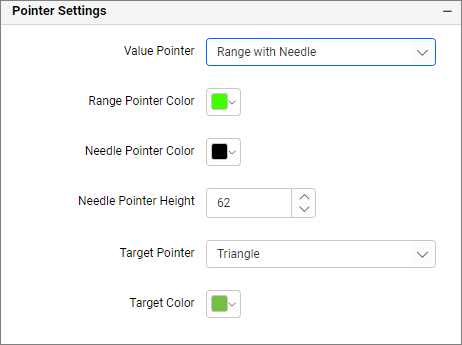 Pointer Settings
Value Pointer Range with Needle
Range Pointer Color
Needle Pointer Color
Needle Pointer Height 62
Target Pointer Triangle
Target Color